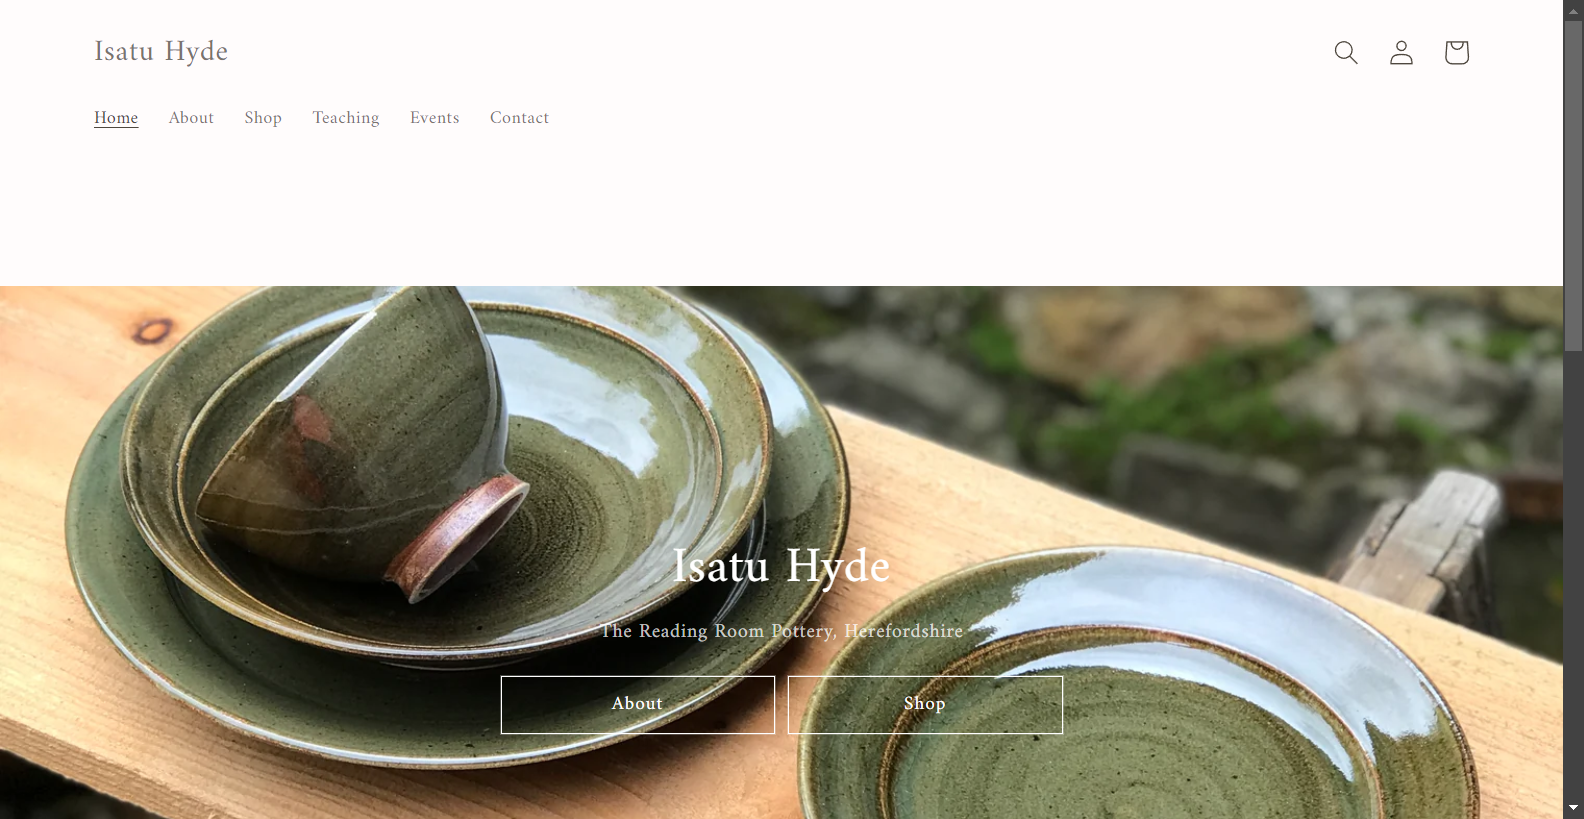 Isatu Hyde
Home About Shop Teaching Events Contact
Isatu Hyde
The Reading Room Pottery, Herefordshire
About Shop